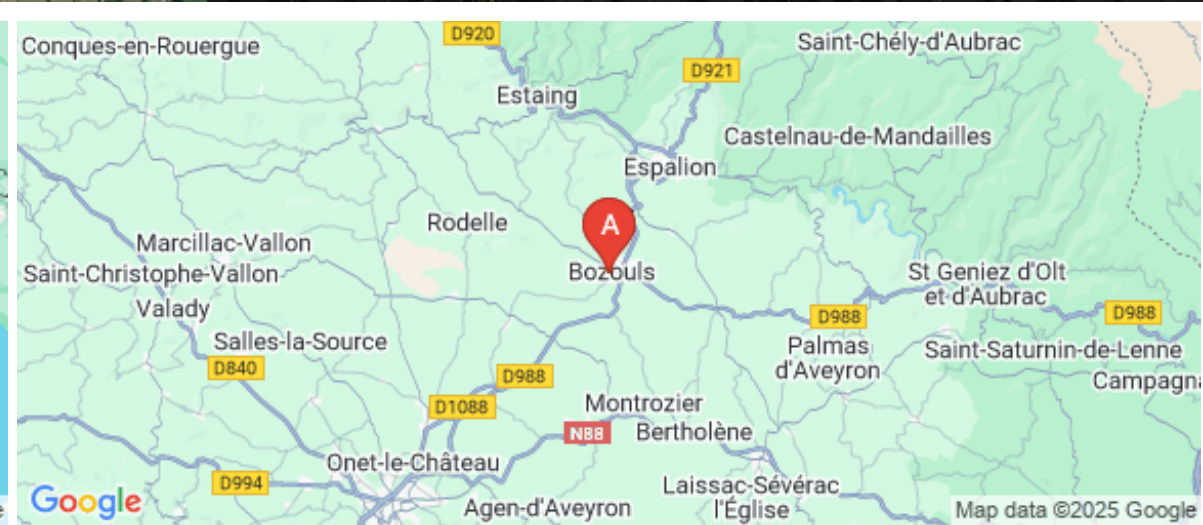 D920
Conques-en-Rouergue
Saint-Chély-d'Aubrac
D921
Estaing
Castelnau-de-Mandailles
Espalion
Rodelle
A
Marcillac-Vallon
Bozouls
Saint-Christophe-Vallon
St Geniez d'Olt
et d'Aubrac
Valady
D988
D988
Salles-la-Source
Palmas
d'Aveyron
Saint-Saturnin-de-Lenne
D840
D988
Campagna
D1088
Montrozier
N88
Bertholène
Onet-le-Château
D994
Laissac-Sévérac
l'Église
Google
Agen-d'Aveyron
Map data ©2025 Google